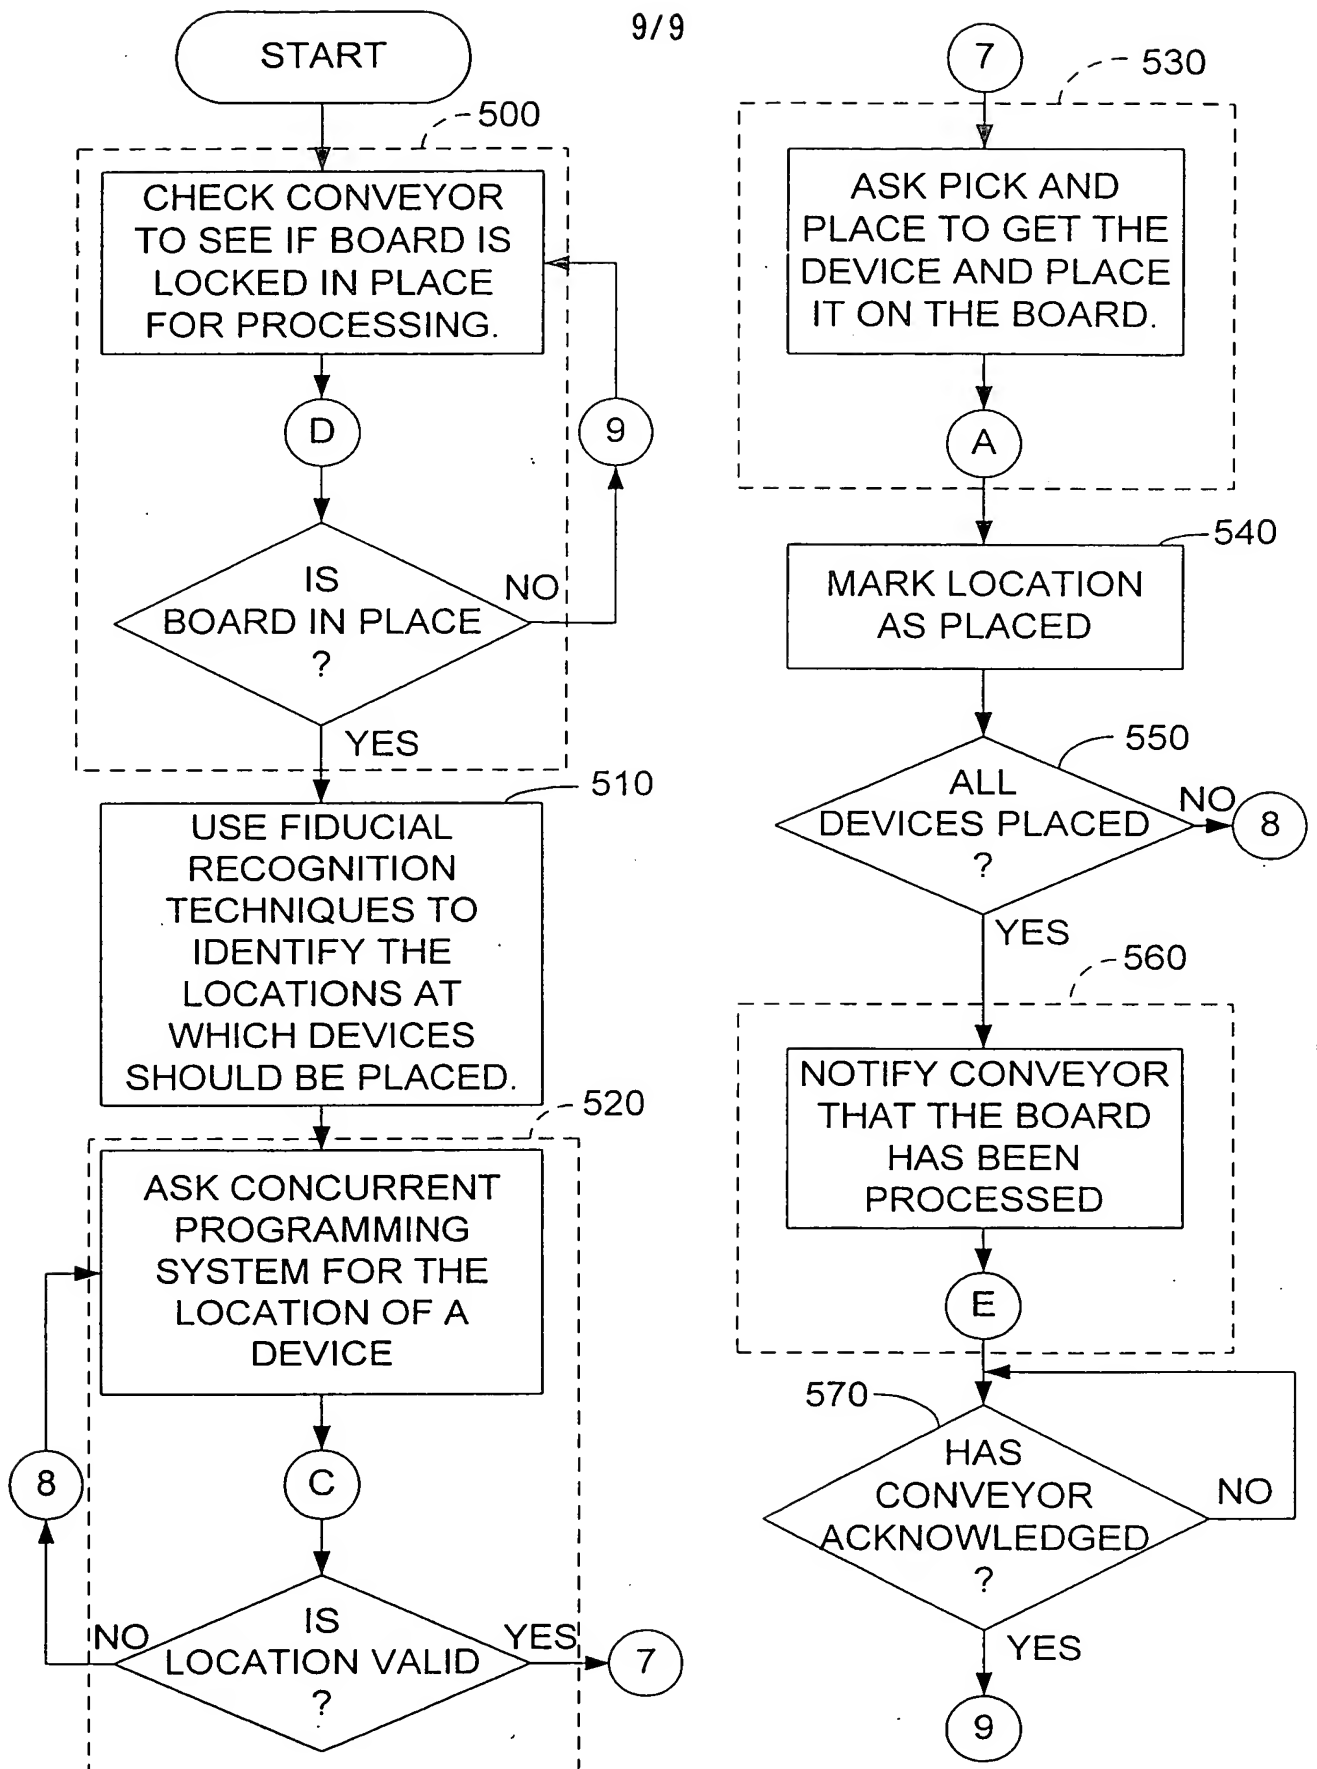 9/9
START
500
CHECK CONVEYOR
TO SEE IF BOARD IS
LOCKED IN PLACE
FOR PROCESSING.
D
9
IS
BOARD IN PLACE
?
NO
YES
510
USE FIDUCIAL
RECOGNITION
TECHNIQUES TO
IDENTIFY THE
LOCATIONS AT
WHICH DEVICES
SHOULD BE PLACED.
520
ASK CONCURRENT
PROGRAMMING
SYSTEM FOR THE
LOCATION OF A
DEVICE
8
C
IS
LOCATION VALID
?
NO
YES
7
7
530
ASK PICK AND
PLACE TO GET THE
DEVICE AND PLACE
IT ON THE BOARD.
A
540
MARK LOCATION
AS PLACED
550
ALL
DEVICES PLACED
?
NO
8
YES
560
NOTIFY CONVEYOR
THAT THE BOARD
HAS BEEN
PROCESSED
E
570
HAS
CONVEYOR
ACKNOWLEDGED
?
NO
YES
9